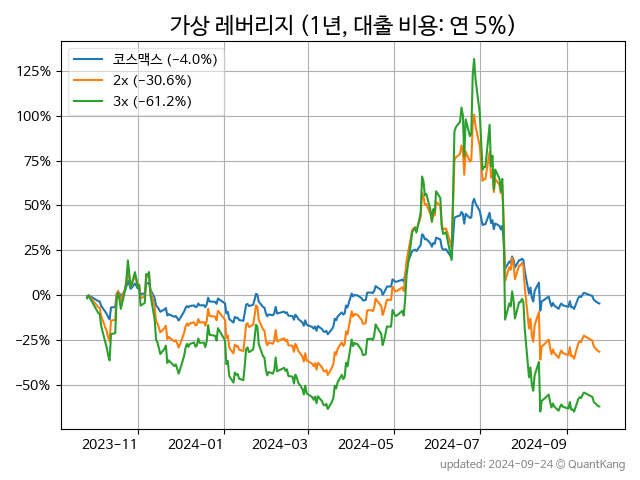 가상 레버리지 (1년, 대출 비용: 연 5%)
코스맥스 (−4.0%)
2x (−30.6%)
3x (−61.2%)
125%
100%
75%
50%
25%
0%
−25%
−50%
2023-11
2024-01
2024-03
2024-05
2024-07
2024-09
updated: 2024-09-24 © QuantKang